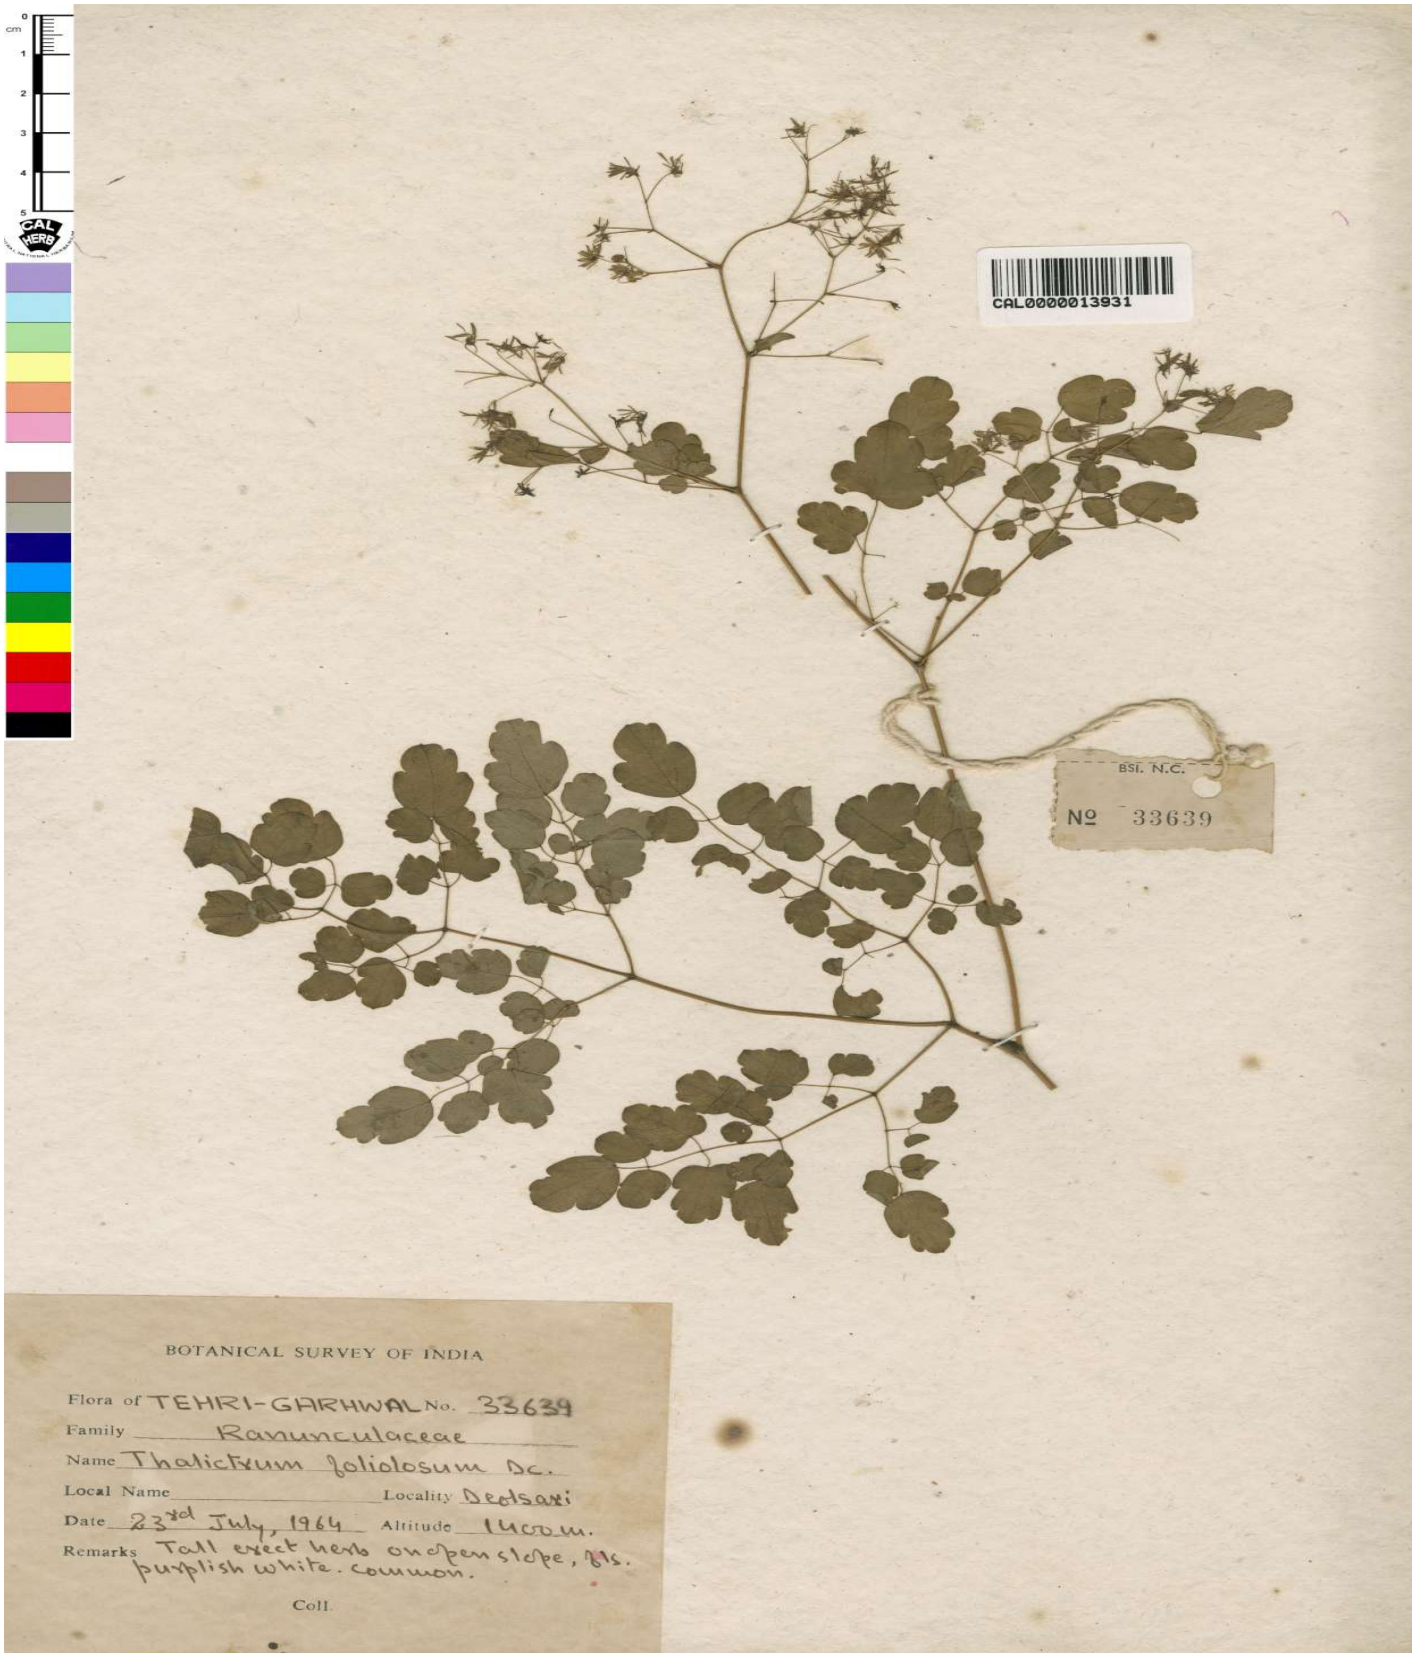 0
cm
1
2
3
4
5
CAL
HERB
CAL0000013931
BSI. N.C.
Nº 33639
BOTANICAL SURVEY OF INDIA
Flora of TEHRI-GARHWAL No. 33639
Family Ranunculaceae
Name Thalictrum foliolosum DC.
Local Name Locality Deolsari
Date 23rd July, 1964 Altitude 1400m.
Remarks Tall erect herb on open slope, fls.
purplish white. common.
Coll.